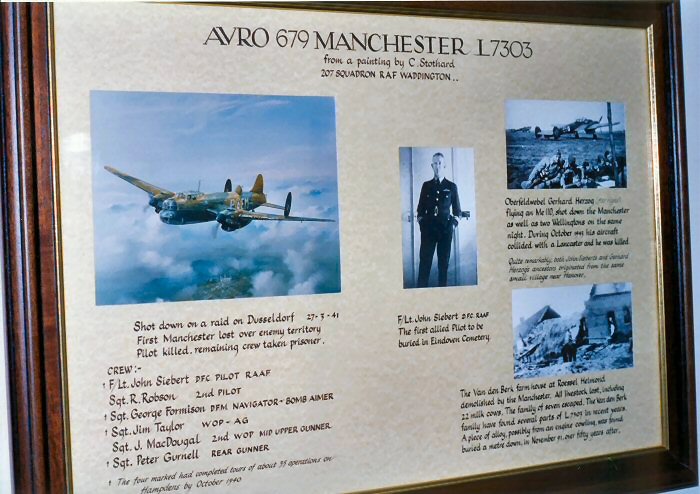 AVRO 679 MANCHESTER L7303
from a painting by C. Stothard
207 SQUADRON RAF WADDINGTON ..
Shot down on a raid on Dusseldorf 27-3-41
First Manchester lost over enemy territory
Pilot killed. remaining crew taken prisoner.
CREW:-
† F/Lt. John Siebert DFC. PILOT RAAF
Sgt. R. Robson 2nd PILOT
† Sgt. George Formison DFM NAVIGATOR-BOMB AIMER
† Sgt. Jim Taylor WOP - AG
Sgt. J. MacDougal 2nd WOP MID UPPER GUNNER
† Sgt. Peter Gurnell REAR GUNNER
† The four marked had completed tours of about 35 operations on
Hampdens by October 1940
F/Lt. John Siebert DFC. RAAF
The first allied Pilot to be
buried in Eindoven Cemetery.
Oberfeldwebel Gerhard Herzog
flying an Me 110, shot down the Manchester
as well as two Wellingtons on the same
night. During October 1943 his aircraft
collided with a Lancaster and he was killed
Quite remarkably, both John Sieberts and Gerhard
Herzogs ancestors originated from the same
small village near Hanover.
The Van den Berk farm house at Roessel Helmond
demolished by the Manchester. All livestock lost, including
22 milk cows. The family of seven escaped. The Van den Berk
family have found several parts of L7303 in recent years.
A piece of alloy, possibly from an engine cowling, was found
buried a metre down, in November 91, over fifty years after.